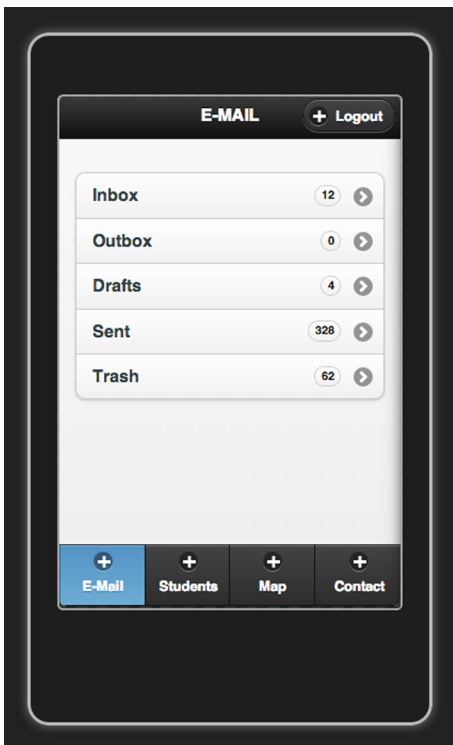 E-MAIL Logout
Inbox 12
Outbox 0
Drafts 4
Sent 328
Trash 62
E-Mail Students Map Contact